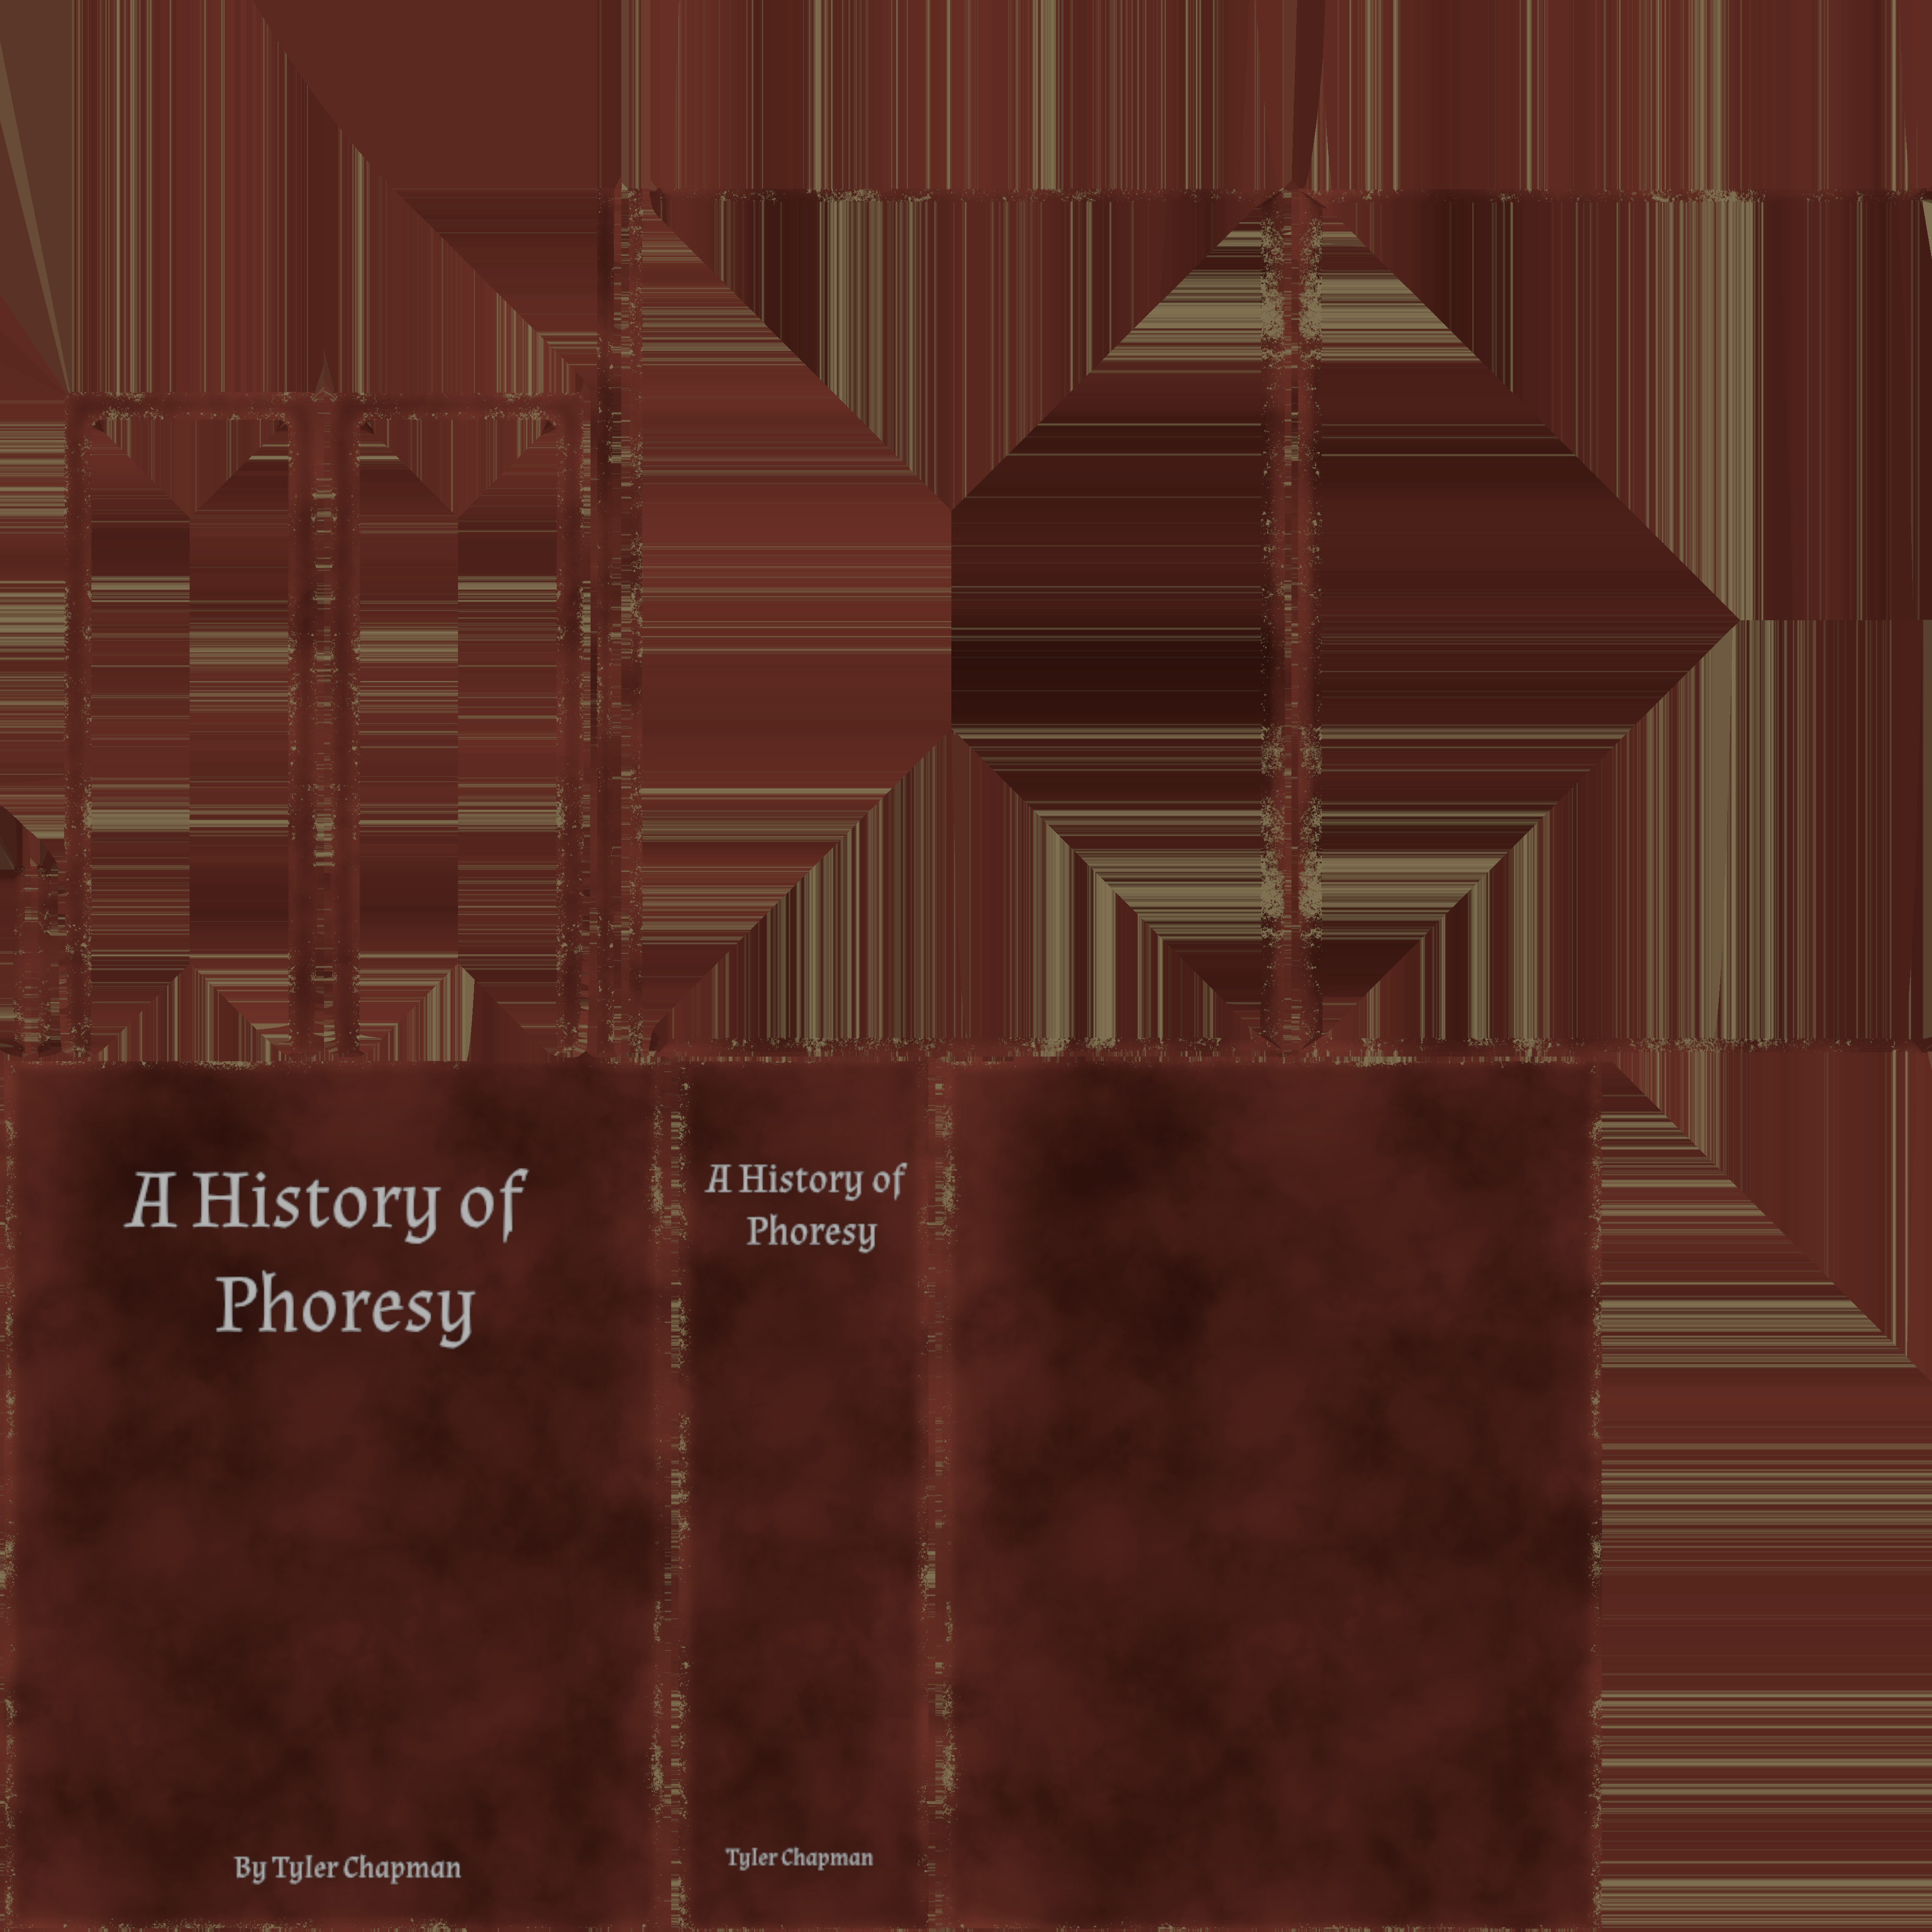 A History of
Phoresy
By Tyler Chapman
A History of
Phoresy
Tyler Chapman